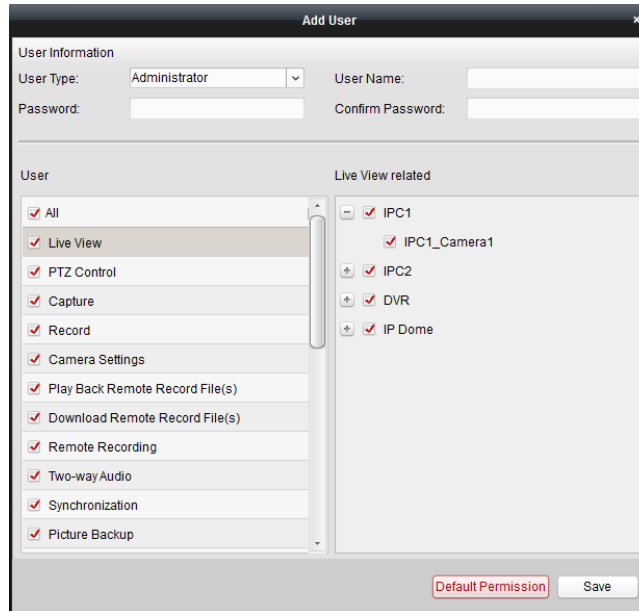 Add User
User Information
User Type: Administrator User Name:
Password: Confirm Password:
User Live View related
All
Live View
PTZ Control
Capture
Record
Camera Settings
Play Back Remote Record File(s)
Download Remote Record File(s)
Remote Recording
Two-way Audio
Synchronization
Picture Backup
IPC1
IPC1_Camera1
IPC2
DVR
IP Dome
Default Permission Save